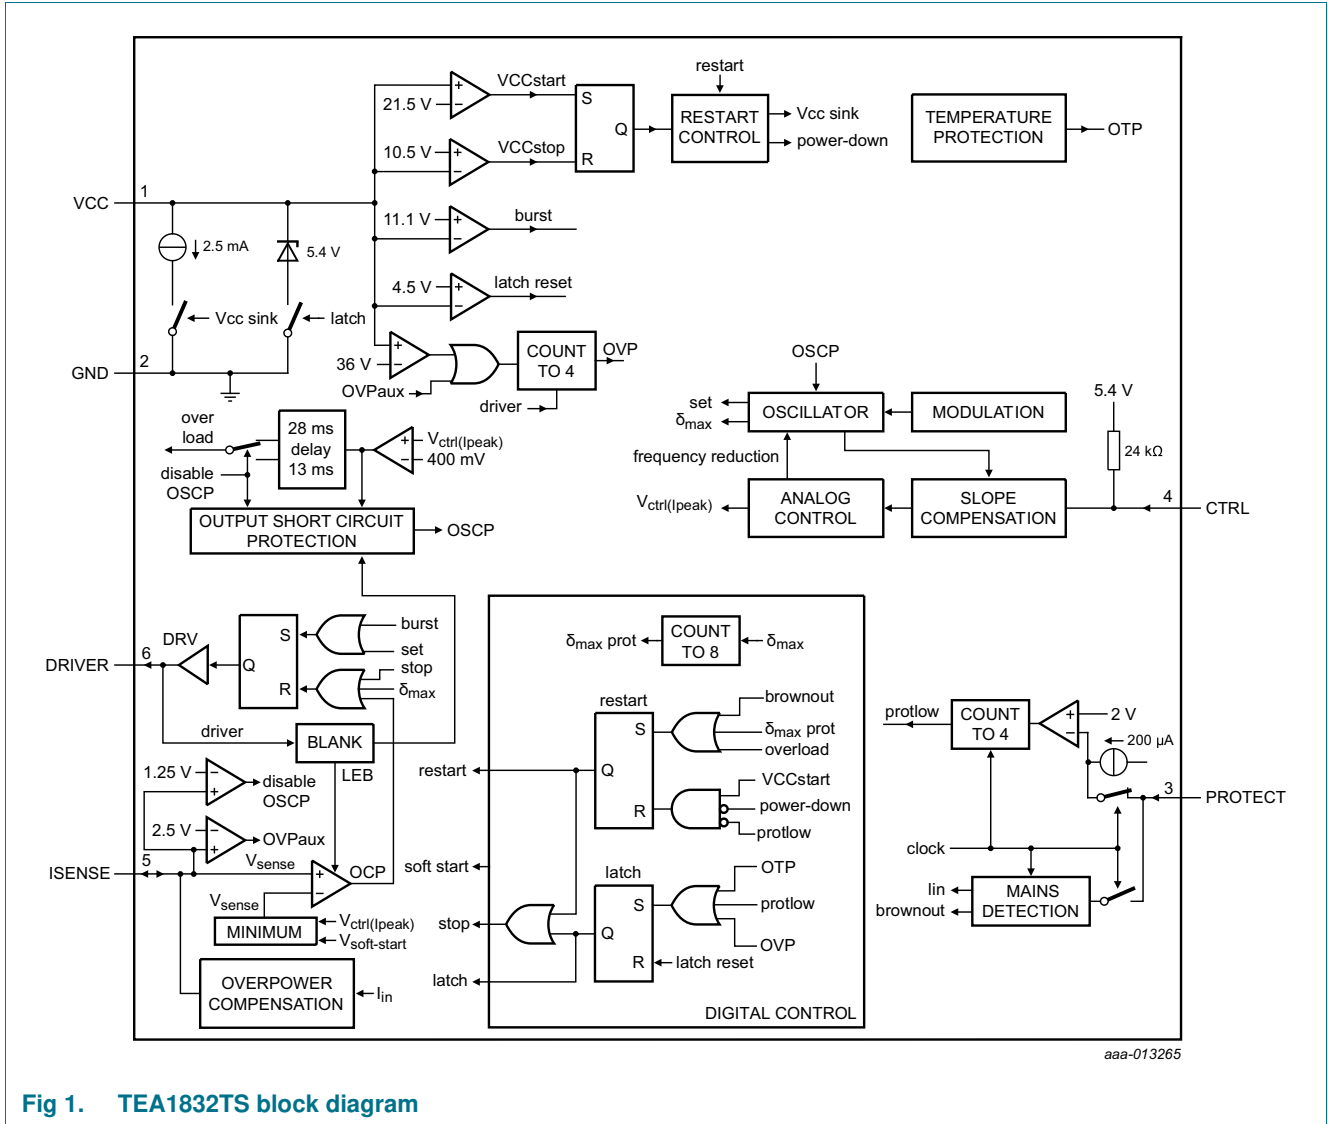 restart
VCCstart
21.5 V
+
−
S
Q
R
RESTART
CONTROL
Vcc sink
power-down
TEMPERATURE
PROTECTION
OTP
10.5 V
+
−
VCCstop
VCC
1
11.1 V
+
−
burst
2.5 mA
5.4 V
4.5 V
+
−
latch reset
Vcc sink
latch
36 V
+
−
OVPaux
COUNT
TO 4
OVP
driver
GND
2
OSCP
set
δmax
OSCILLATOR
MODULATION
5.4 V
24 kΩ
frequency reduction
Vctrl(Ipeak)
ANALOG
CONTROL
SLOPE
COMPENSATION
4
CTRL
over
load
28 ms
delay
13 ms
+
−
Vctrl(Ipeak)
400 mV
disable
OSCP
OUTPUT SHORT CIRCUIT
PROTECTION
OSCP
DRIVER
6
DRV
S
Q
R
burst
set
stop
δmax
driver
BLANK
LEB
1.25 V
−
+
disable
OSCP
2.5 V
−
+
OVPaux
ISENSE
5
Vsense
+
−
OCP
Vsense
MINIMUM
Vctrl(Ipeak)
Vsoft-start
OVERPOWER
COMPENSATION
Iin
δmax prot
COUNT
TO 8
δmax
restart
S
Q
R
brownout
δmax prot
overload
restart
VCCstart
power-down
protlow
soft start
latch
S
Q
R
OTP
protlow
OVP
stop
latch reset
latch
DIGITAL CONTROL
protlow
COUNT
TO 4
+
−
2 V
200 µA
3
PROTECT
clock
lin
brownout
MAINS
DETECTION
aaa-013265
Fig 1. TEA1832TS block diagram